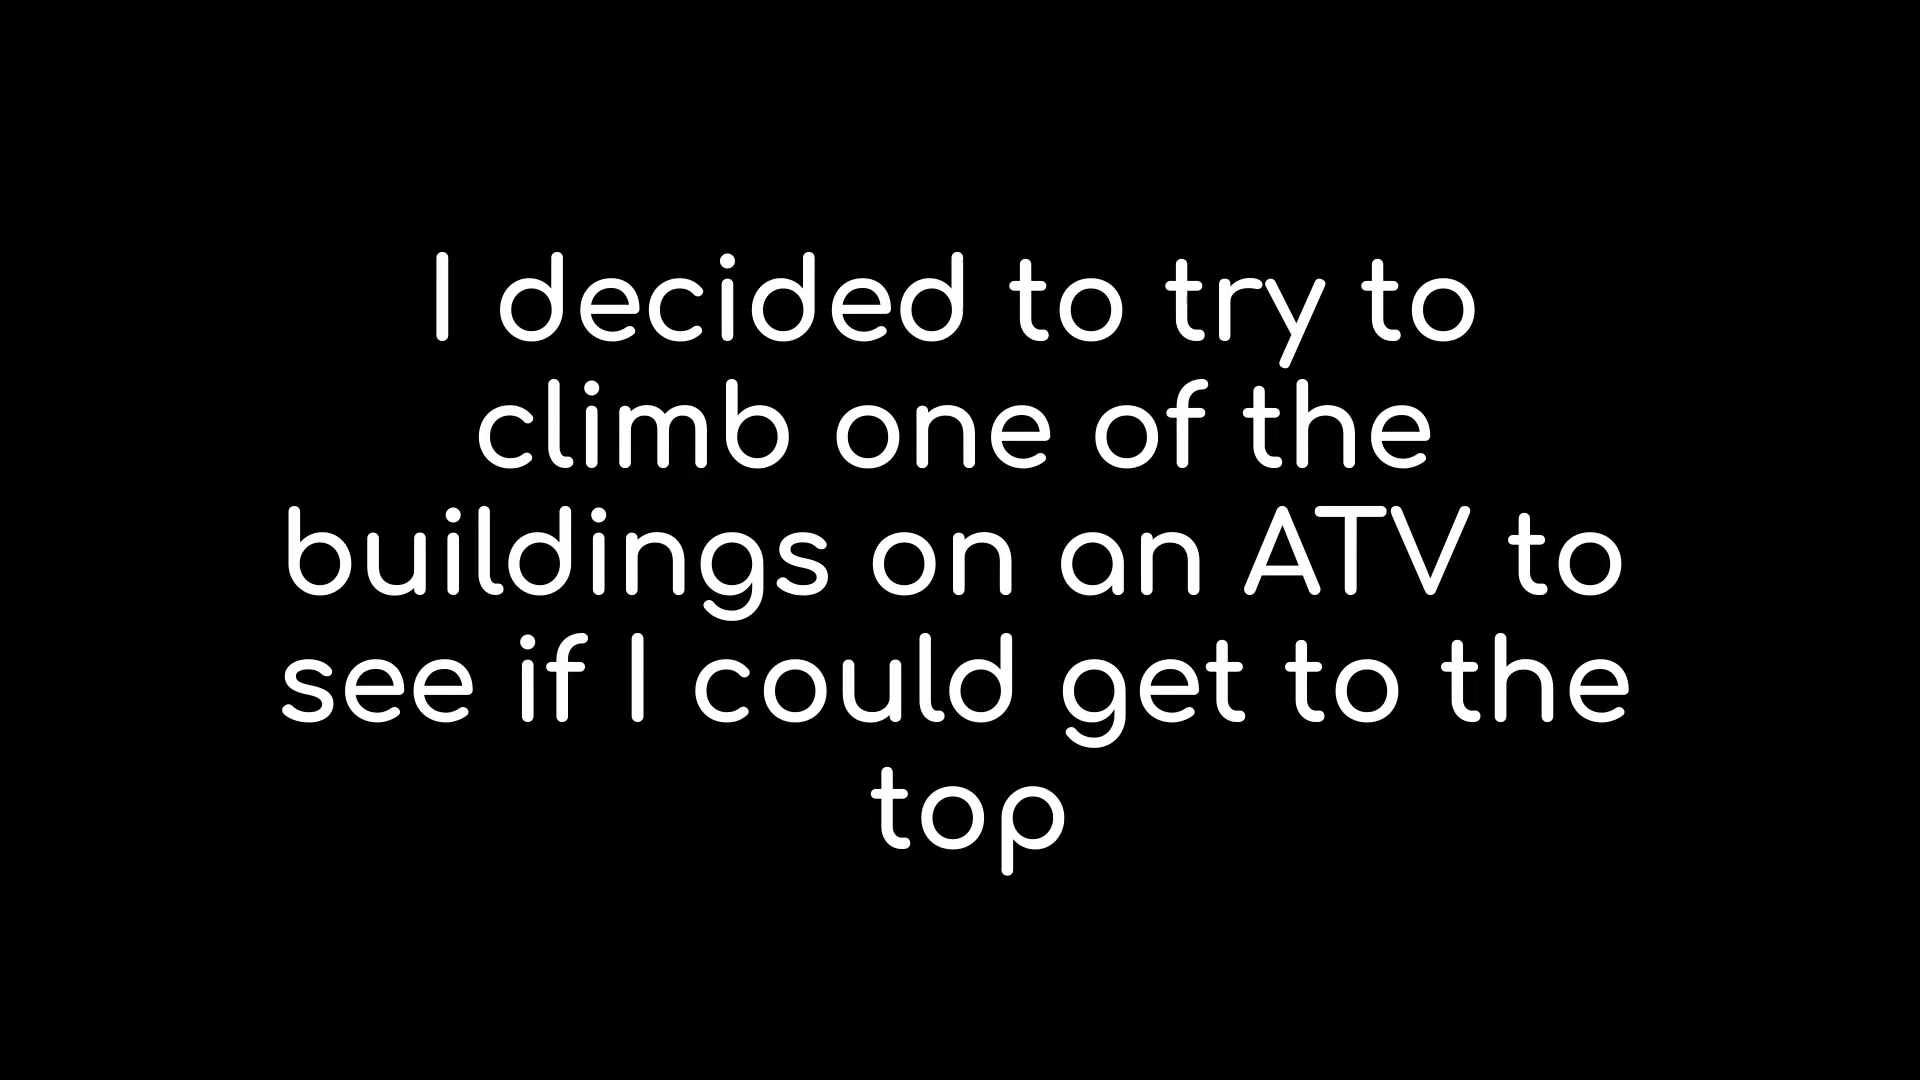 I decided to try to
climb one of the
buildings on an ATV to
see if I could get to the
top